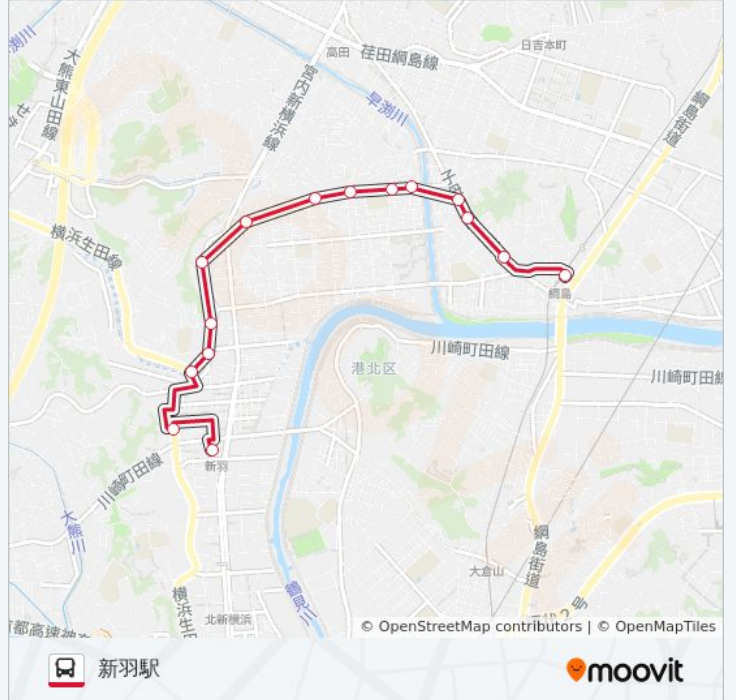 渕川
大熊東山田線
宮内新横浜線
高田
荏田綱島線
日吉本町
早渕川
綱島街道
横浜生田線
綱島
川崎町田線
港北区
川崎町田線
新羽
川崎町田線
大熊川
綱島街道
大倉山
鶴見川
横浜生田線
北新横浜
© OpenStreetMap contributors | © OpenMapTiles
新羽駅
moovit